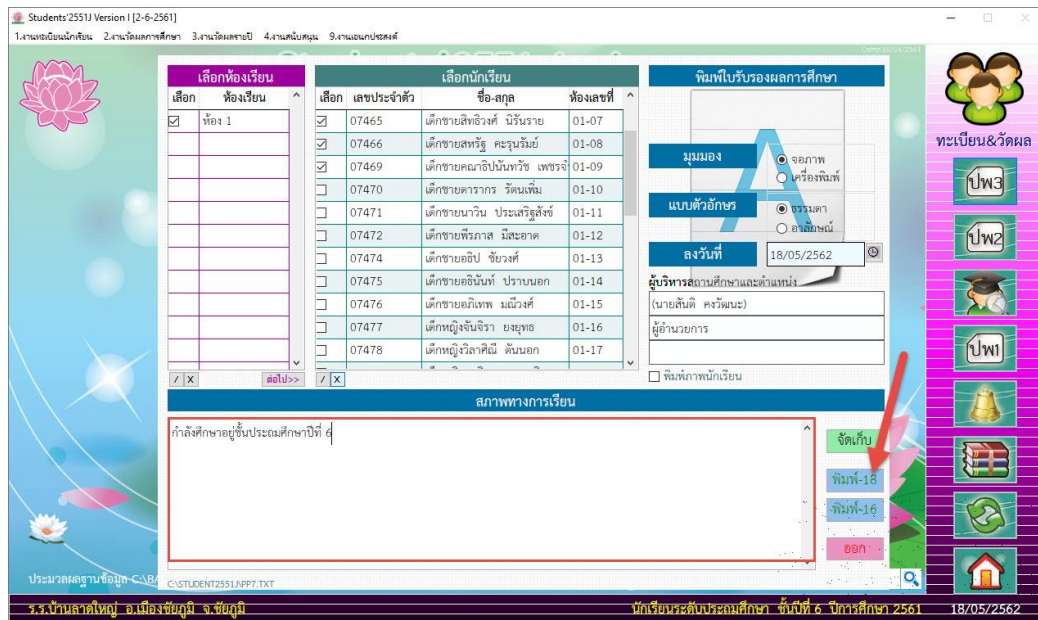 Students'2551J Version I [2-6-2561]
1.งานทะเบียนนักเรียน 2.งานวัดผลการศึกษา 3.งานวัดผลรายปี 4.งานสนับสนุน 9.งานเอนกประสงค์
เลือกห้องเรียน
เลือก ห้องเรียน
ห้อง 1
/ X ต่อไป>>
เลือกนักเรียน
เลือก เลขประจำตัว ชื่อ-สกุล ห้องเลขที่
07465 เด็กชายสิทธิวงศ์ นิรันราย 01-07
07466 เด็กชายสหรัฐ คะรุนรัมย์ 01-08
07469 เด็กชายคณาธิปนันทวัช เพชรจำ 01-09
07470 เด็กชายดารากร รัตนเพิ่ม 01-10
07471 เด็กชายนาวิน ประเสริฐสังข์ 01-11
07472 เด็กชายพีรภาส มีสะอาด 01-12
07474 เด็กชายอธิป ชัยวงศ์ 01-13
07475 เด็กชายอธินันท์ ปราบนอก 01-14
07476 เด็กชายอภิเทพ มณีวงศ์ 01-15
07477 เด็กหญิงจันจิรา ยงยุทธ 01-16
07478 เด็กหญิงวิลาศิณี ตันนอก 01-17
/ X
พิมพ์ใบรับรองผลการศึกษา
มุมมอง
จอภาพ
เครื่องพิมพ์
แบบตัวอักษร
ธรรมดา
อาลักษณ์
ลงวันที่ 18/05/2562
ผู้บริหารสถานศึกษาและตำแหน่ง
(นายสันติ คงวัฒนะ)
ผู้อำนวยการ
พิมพ์ภาพนักเรียน
สภาพทางการเรียน
กำลังศึกษาอยู่ชั้นประถมศึกษาปีที่ 6
จัดเก็บ
พิมพ์-18
พิมพ์-16
ออก
C:\STUDENT2551J\PP7.TXT
ประมวลผลฐานข้อมูล C:\BA
ทะเบียน&วัดผล
ปพ3
ปพ2
ปพ1
ร.ร.บ้านลาดใหญ่ อ.เมืองชัยภูมิ จ.ชัยภูมิ
นักเรียนระดับประถมศึกษา ชั้นปีที่ 6 ปีการศึกษา 2561
18/05/2562